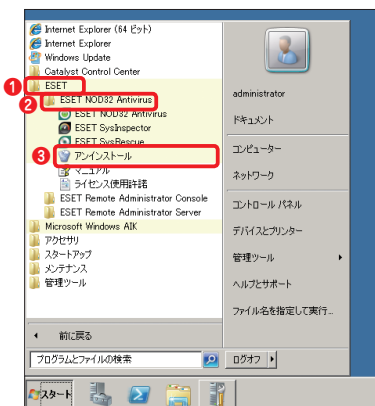 Internet Explorer (64 ビット)
Internet Explorer
Windows Update
Catalyst Control Center
1 ESET
2 ESET NOD32 Antivirus
ESET NOD32 Antivirus
ESET SysInspector
ESET SysRescue
3 アンインストール
マニュアル
ライセンス使用許諾
ESET Remote Administrator Console
ESET Remote Administrator Server
Microsoft Windows AIK
アクセサリ
スタートアップ
メンテナンス
管理ツール
前に戻る
プログラムとファイルの検索
administrator
ドキュメント
コンピューター
ネットワーク
コントロール パネル
デバイスとプリンター
管理ツール
ヘルプとサポート
ファイル名を指定して実行...
ログオフ
スタート